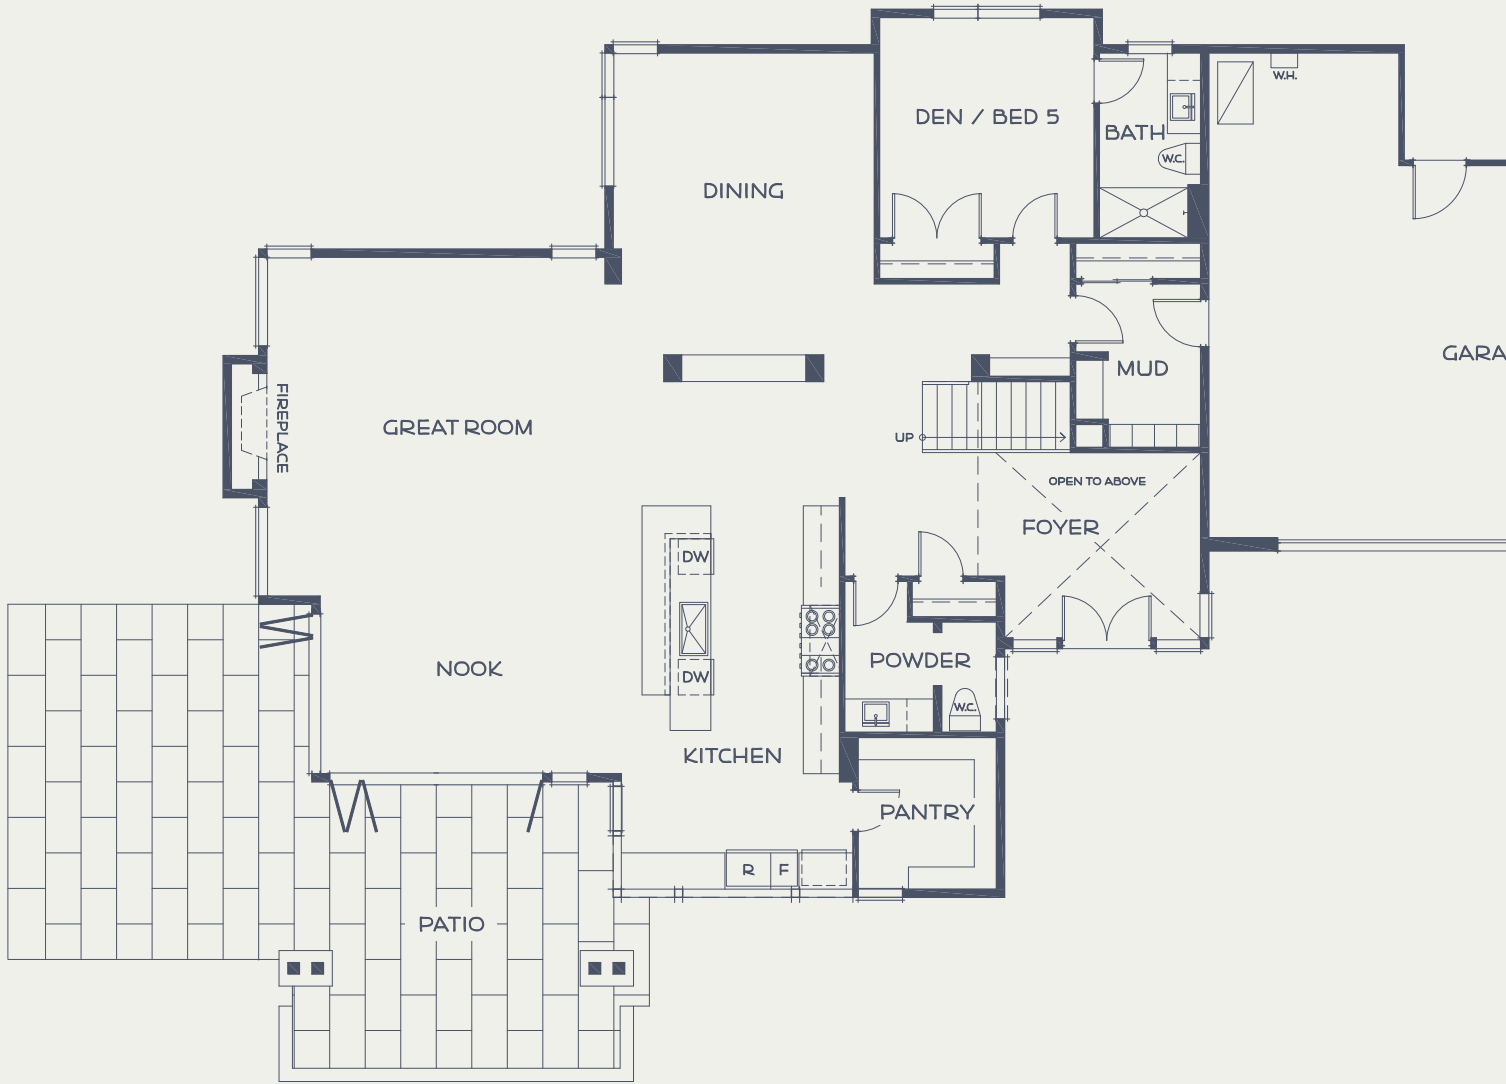 DEN / BED 5
W.H.
BATH
W.C.
DINING
GARA
MUD
FIREPLACE
GREAT ROOM
UP
OPEN TO ABOVE
FOYER
DW
NOOK
POWDER
DW
W.C.
KITCHEN
PANTRY
R
F
PATIO